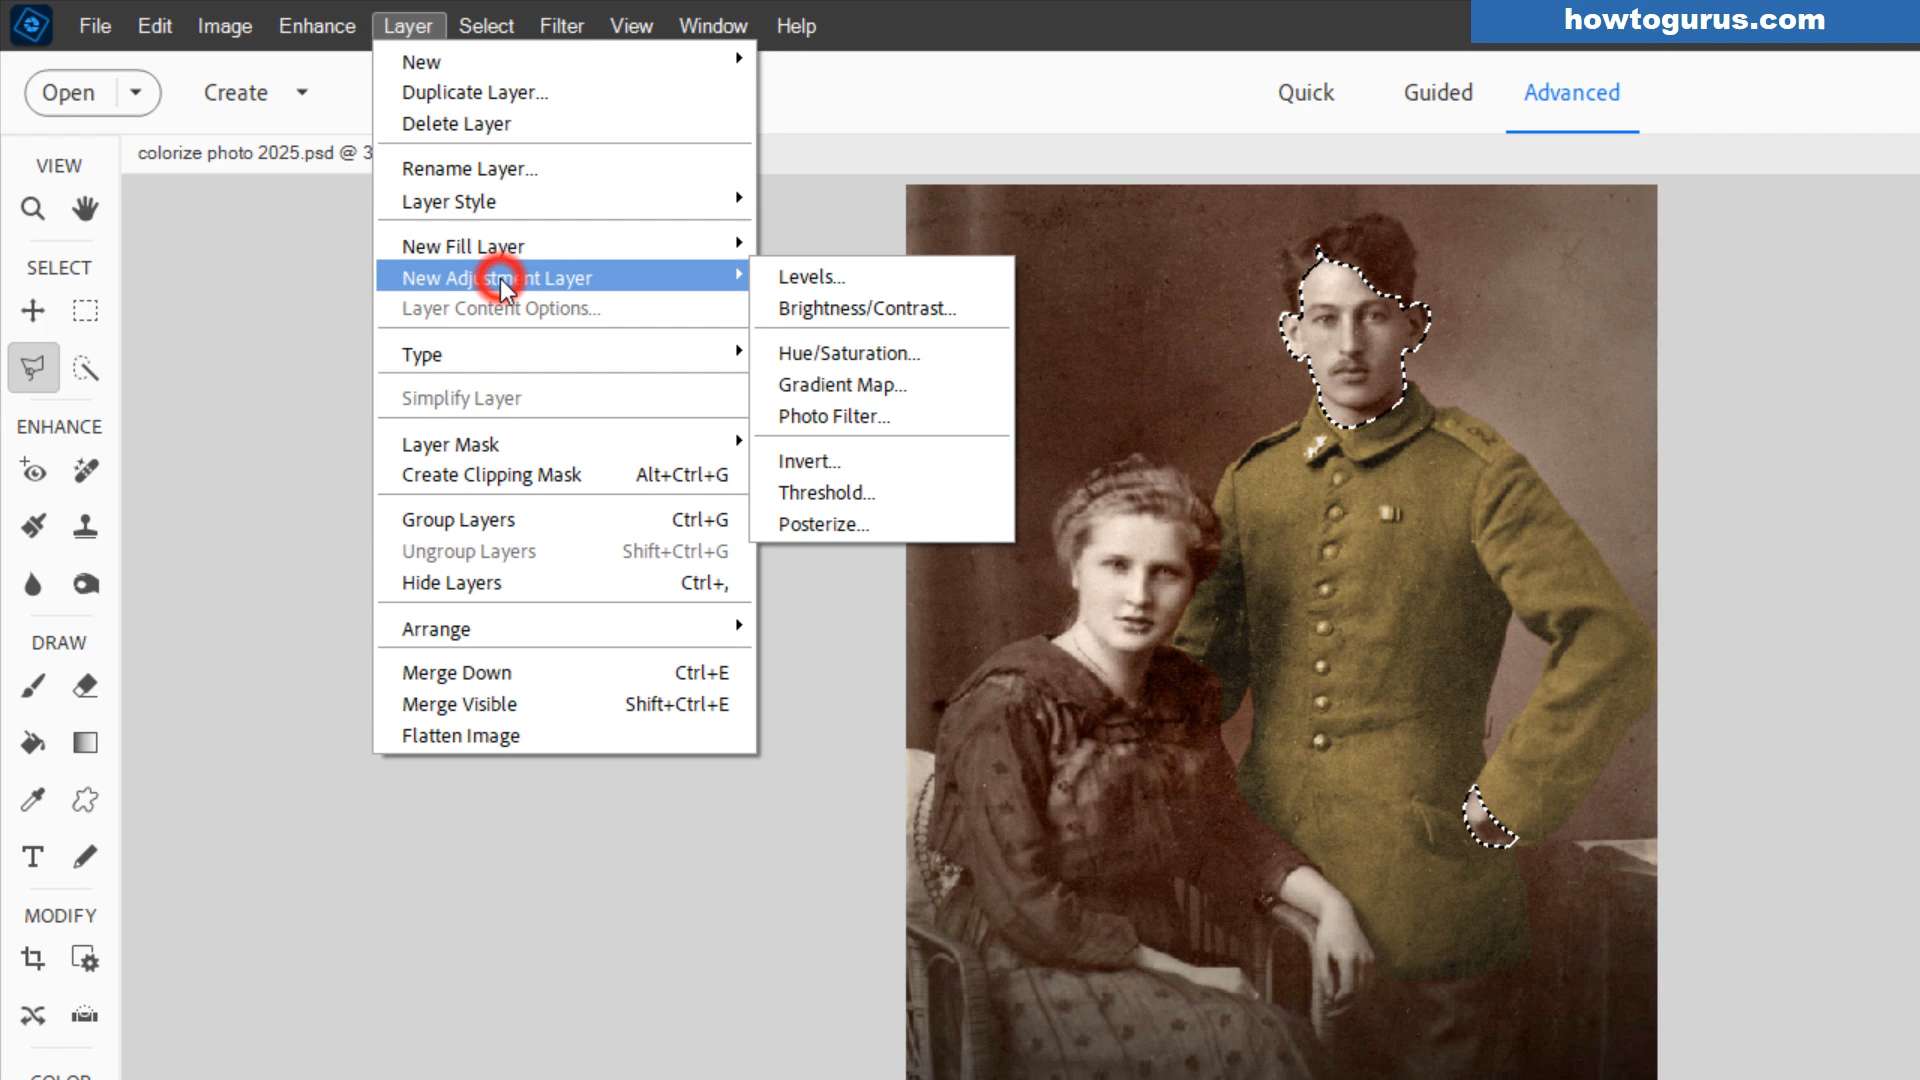 File Edit Image Enhance Layer Select Filter View Window Help
howtogurus.com
Open Create
Quick Guided Advanced
colorize photo 2025.psd @ 3
VIEW
SELECT
ENHANCE
DRAW
MODIFY
New
Duplicate Layer...
Delete Layer
Rename Layer...
Layer Style
New Fill Layer
New Adjustment Layer
Layer Content Options...
Type
Simplify Layer
Layer Mask
Create Clipping Mask Alt+Ctrl+G
Group Layers Ctrl+G
Ungroup Layers Shift+Ctrl+G
Hide Layers Ctrl+,
Arrange
Merge Down Ctrl+E
Merge Visible Shift+Ctrl+E
Flatten Image
Levels...
Brightness/Contrast...
Hue/Saturation...
Gradient Map...
Photo Filter...
Invert...
Threshold...
Posterize...